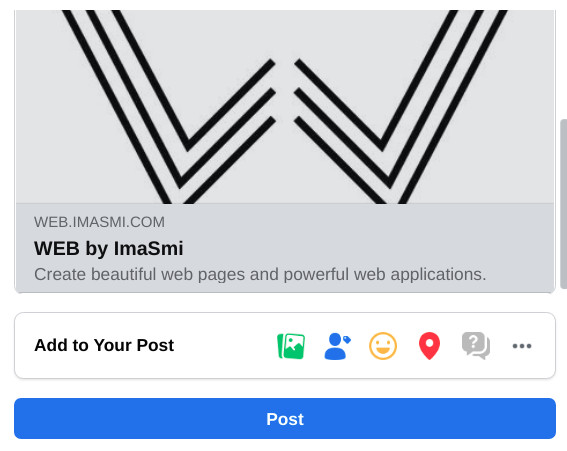 WEB.IMASMI.COM
WEB by ImaSmi
Create beautiful web pages and powerful web applications.
Add to Your Post
Post